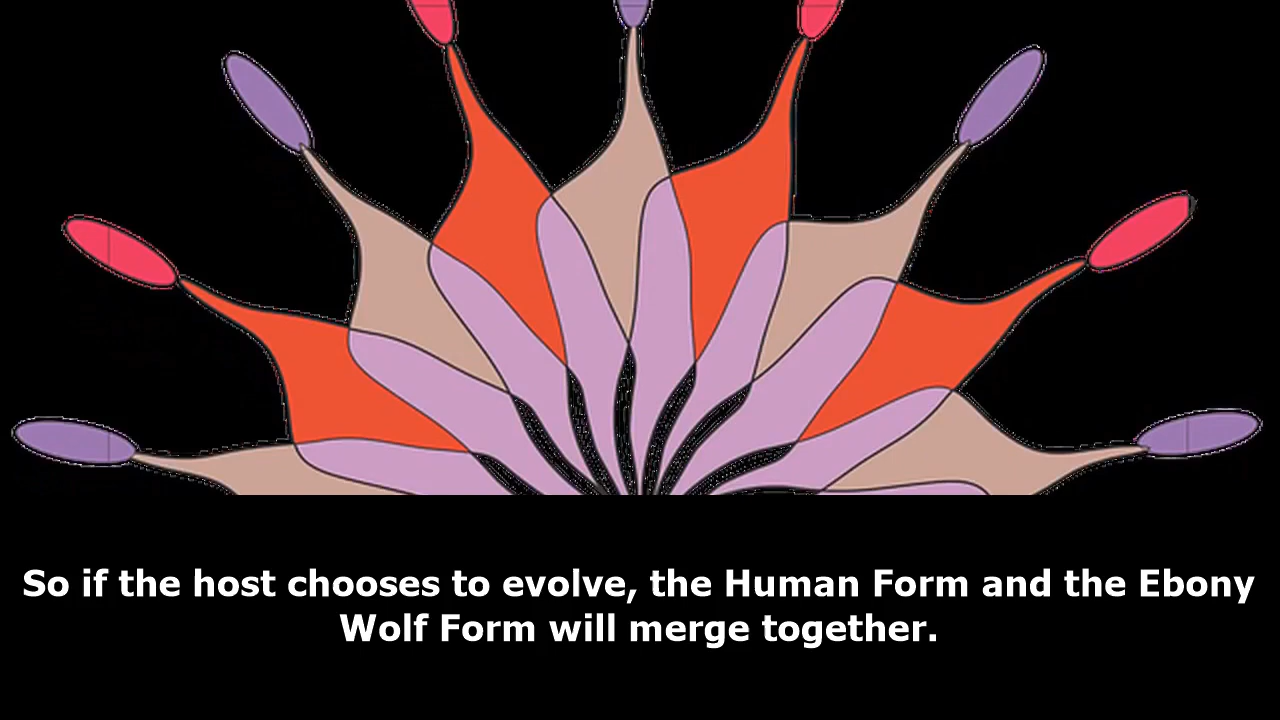 So if the host chooses to evolve, the Human Form and the Ebony
Wolf Form will merge together.